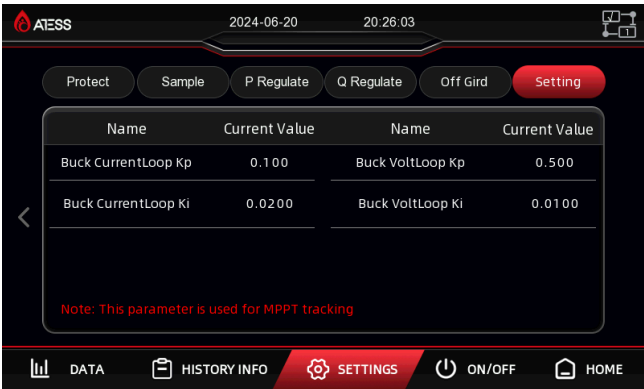 ATESS 2024-06-20 20:26:03
1
Protect Sample P Regulate Q Regulate Off Gird Setting
Name Current Value Name Current Value
Buck CurrentLoop Kp 0.100 Buck VoltLoop Kp 0.500
Buck CurrentLoop Ki 0.0200 Buck VoltLoop Ki 0.0100
Note: This parameter is used for MPPT tracking
DATA HISTORY INFO SETTINGS ON/OFF HOME